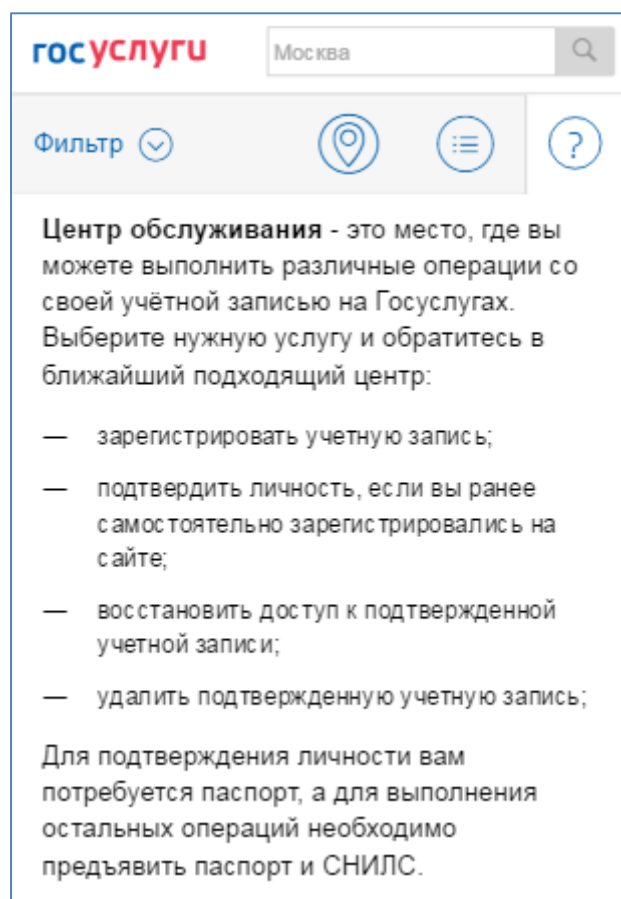 госуслуги
Москва
Фильтр
?
Центр обслуживания - это место, где вы
можете выполнить различные операции со
своей учётной записью на Госуслугах.
Выберите нужную услугу и обратитесь в
ближайший подходящий центр:
— зарегистрировать учетную запись;
— подтвердить личность, если вы ранее
самостоятельно зарегистрировались на
сайте;
— восстановить доступ к подтвержденной
учетной записи;
— удалить подтвержденную учетную запись;
Для подтверждения личности вам
потребуется паспорт, а для выполнения
остальных операций необходимо
предъявить паспорт и СНИЛС.